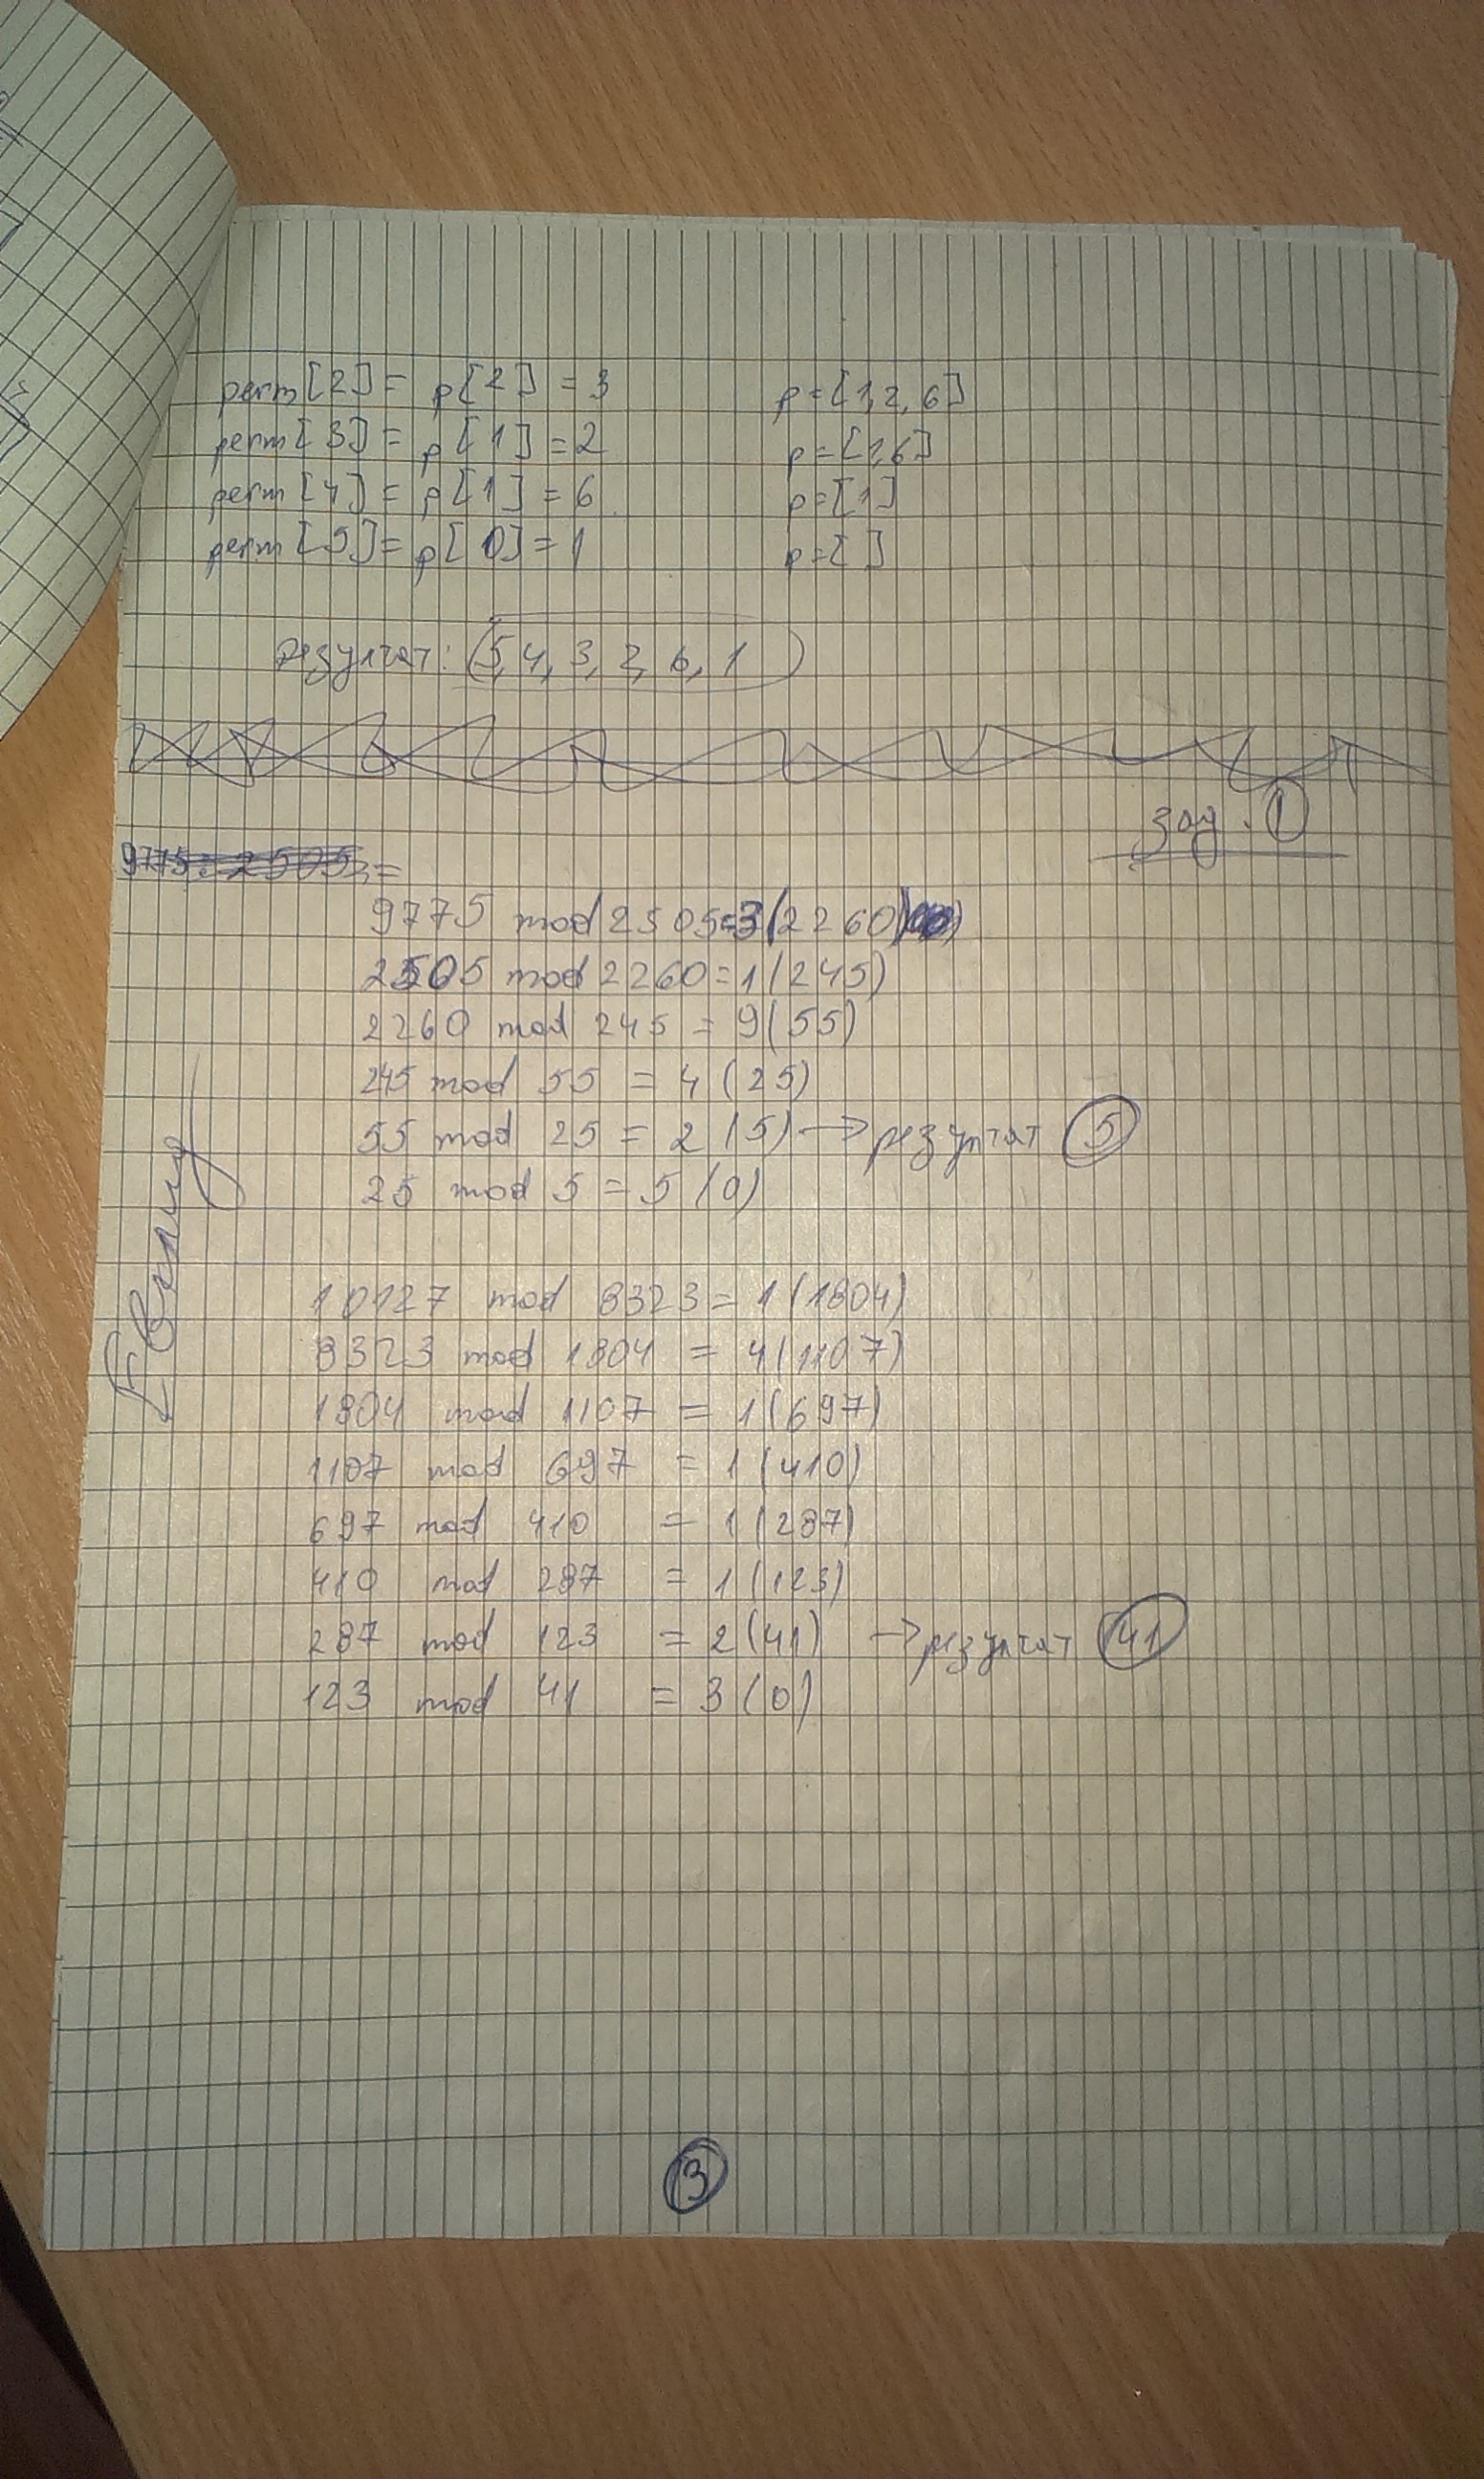 perm[2] = p[2] = 3 p=[1,2,6]
perm[3] = p[1] = 2 p=[1,6]
perm[4] = p[1] = 6 p=[1]
perm[5] = p[0] = 1 p=[ ]
резултат: (5, 4, 3, 2, 6, 1)
зад. 1
9775 mod 2505=3(2260)
2505 mod 2260=1(245)
2260 mod 245 = 9(55)
245 mod 55 = 4(25)
55 mod 25 = 2(5) → резултат 5
25 mod 5 = 5(0)
Евклид
10127 mod 8323 = 1(1804)
8323 mod 1804 = 4(1107)
1804 mod 1107 = 1(697)
1107 mod 697 = 1(410)
697 mod 410 = 1(287)
410 mod 287 = 1(123)
287 mod 123 = 2(41) → резултат 41
123 mod 41 = 3(0)
3